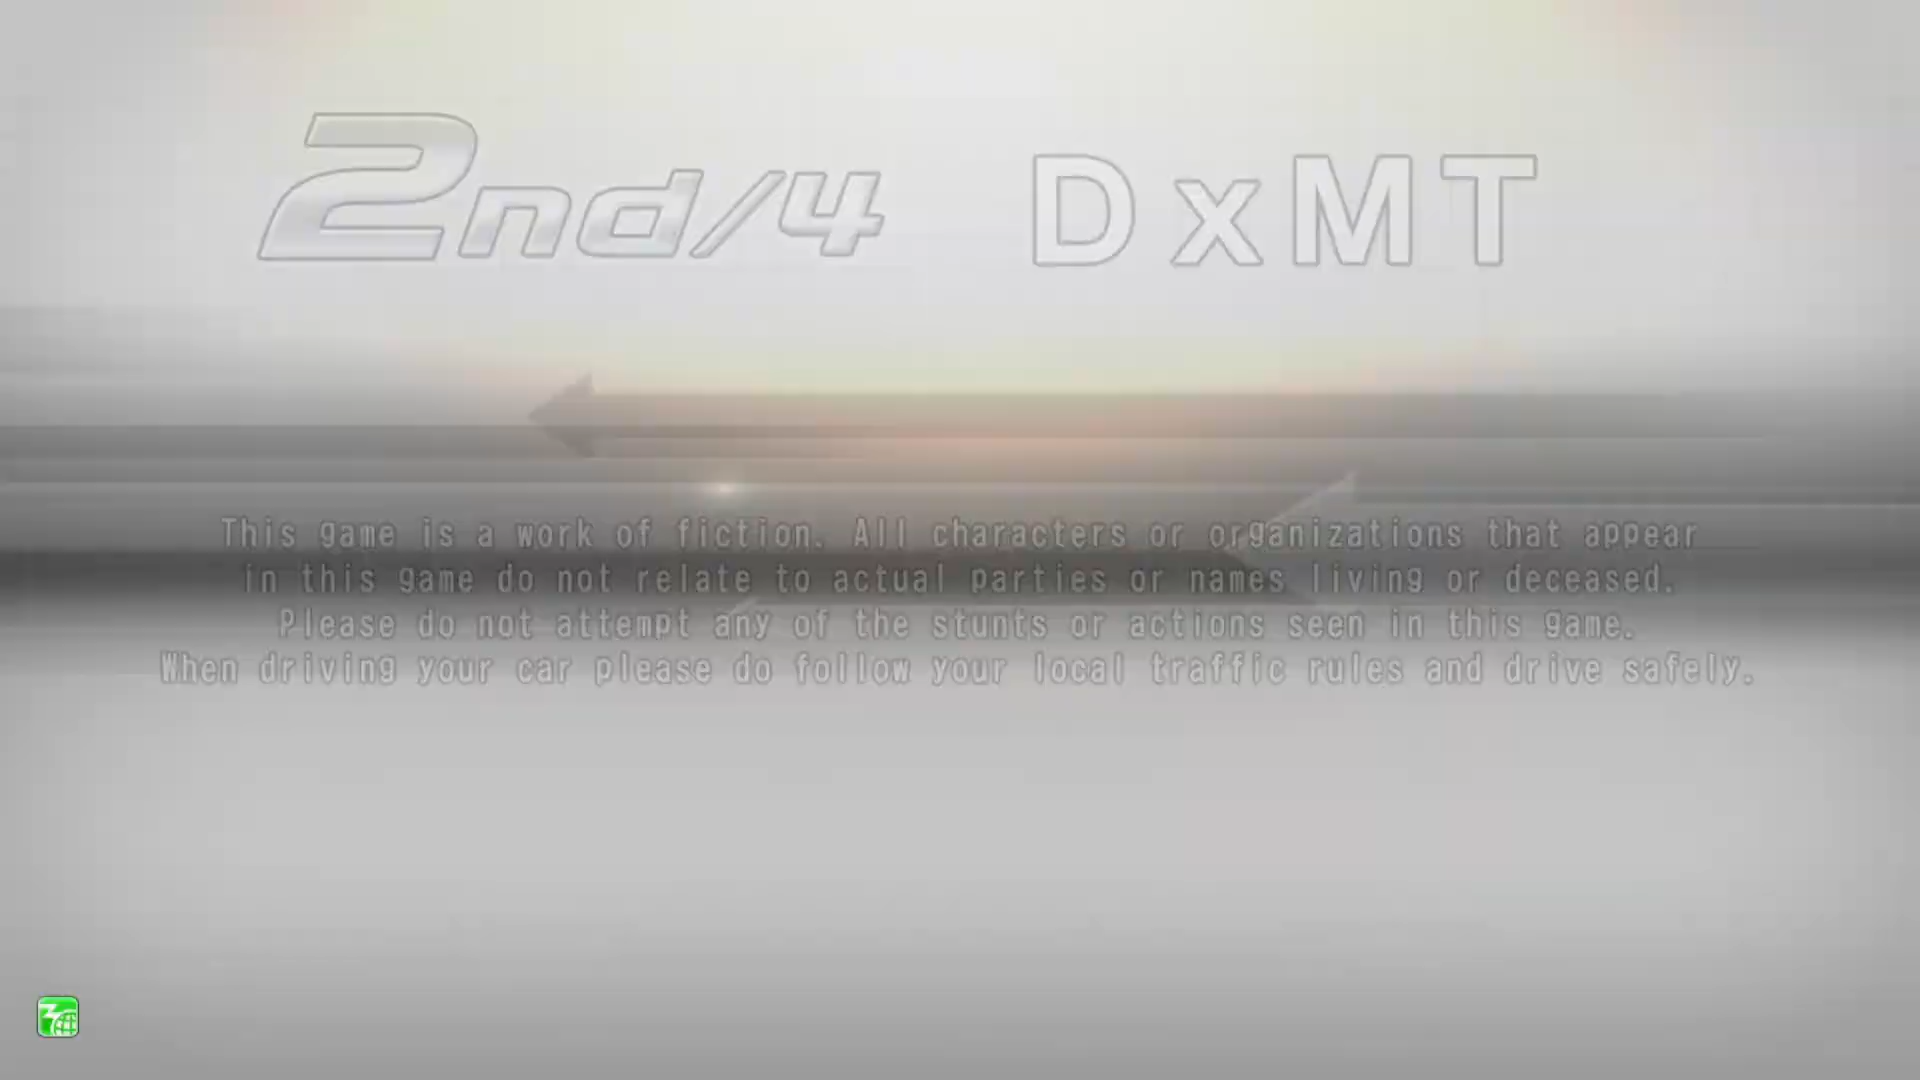 2nd/4 DxMT
This game is a work of fiction. All characters or organizations that appear
in this game do not relate to actual parties or names living or deceased.
Please do not attempt any of the stunts or actions seen in this game.
When driving your car please do follow your local traffic rules and drive safely.